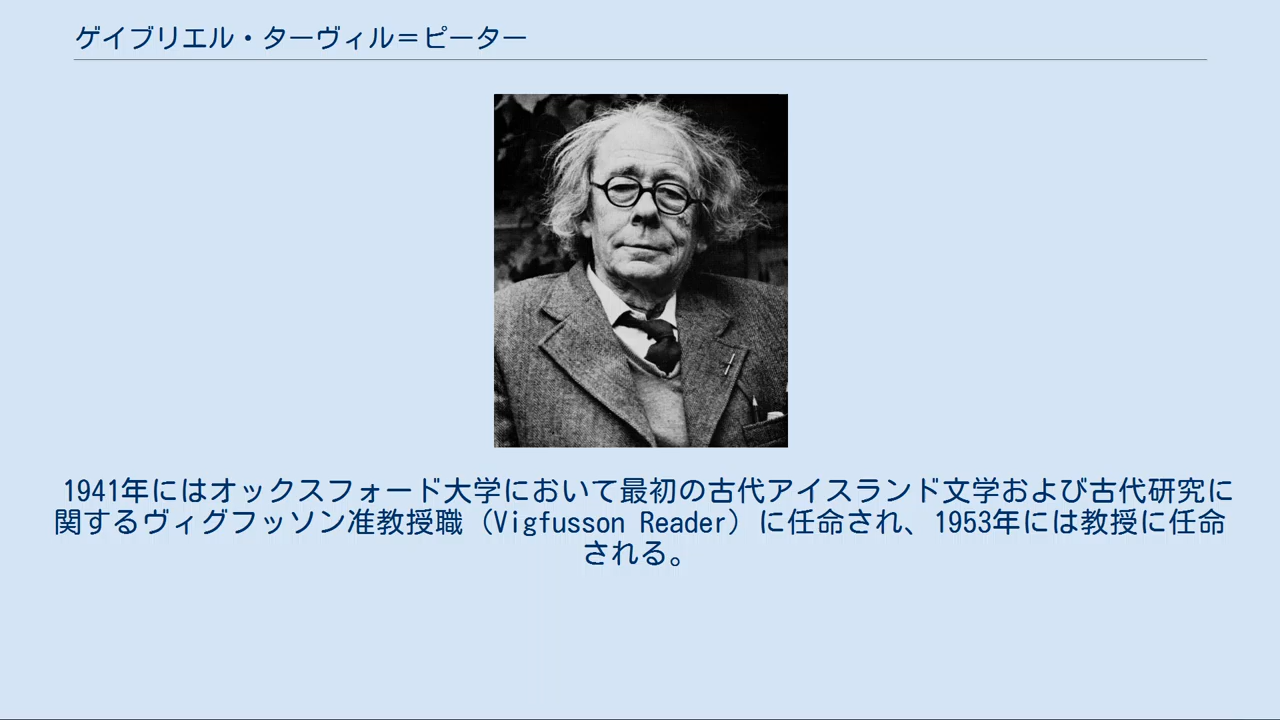 ゲイブリエル・ターヴィル＝ピーター
1941年にはオックスフォード大学において最初の古代アイスランド文学および古代研究に
関するヴィグフッソン准教授職（Vigfusson Reader）に任命され、1953年には教授に任命
される。